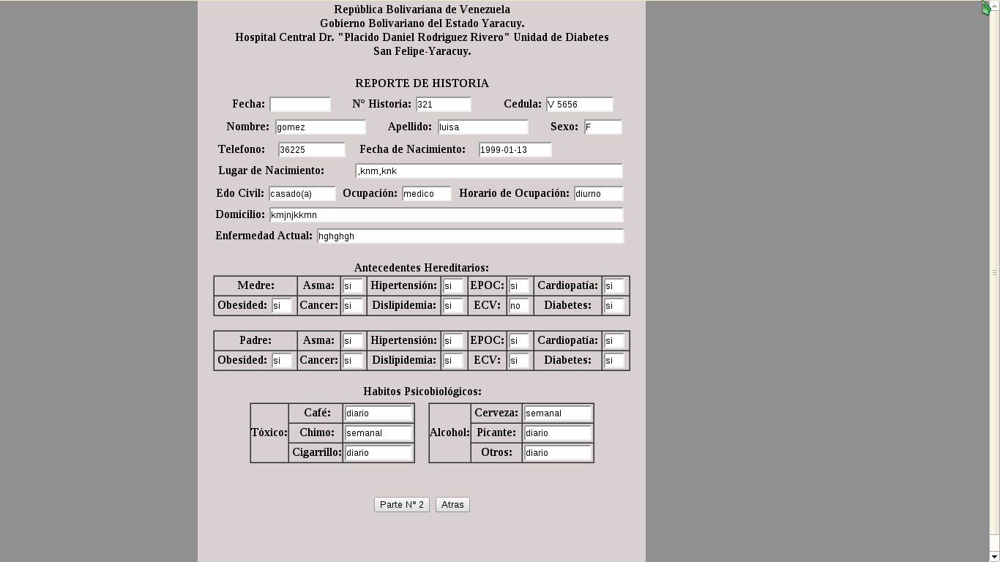 República Bolivariana de Venezuela
Gobierno Bolivariano del Estado Yaracuy.
Hospital Central Dr. "Placido Daniel Rodriguez Rivero" Unidad de Diabetes
San Felipe-Yaracuy.
REPORTE DE HISTORIA
Fecha: N° Historia: 321 Cedula: V 5656
Nombre: gomez Apellido: luisa Sexo: F
Telefono: 36225 Fecha de Nacimiento: 1999-01-13
Lugar de Nacimiento: ,knm,knk
Edo Civil: casado(a) Ocupación: medico Horario de Ocupación: diurno
Domicilio: kmjnjkkmn
Enfermedad Actual: hghghgh
Antecedentes Hereditarios:
Medre: Asma: si Hipertensión: si EPOC: si Cardiopatía: si
Obesided: si Cancer: si Dislipidemia: si ECV: no Diabetes: si
Padre: Asma: si Hipertensión: si EPOC: si Cardiopatía: si
Obesided: si Cancer: si Dislipidemia: si ECV: si Diabetes: si
Habitos Psicobiológicos:
Café: diario Cerveza: semanal
Tóxico: Chimo: semanal Alcohol: Picante: diario
Cigarrillo: diario Otros: diario
Parte N° 2 Atras